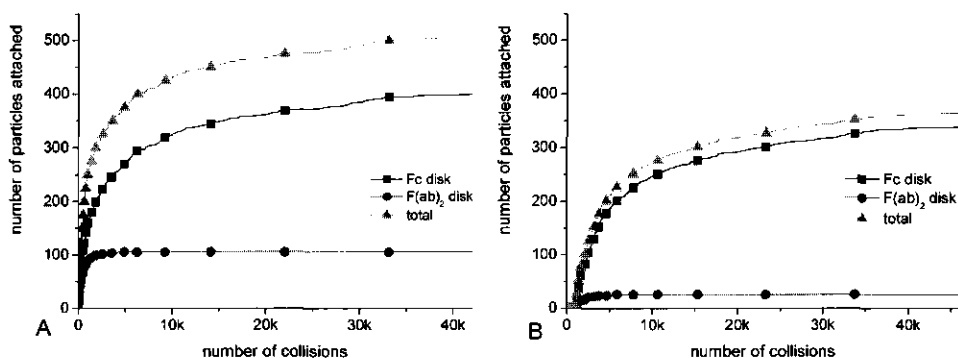 number of particles attached
500
400
300
200
100
0
Fc disk
F(ab)₂ disk
total
0
10k
20k
30k
40k
A
number of collisions
number of particles attached
500
400
300
200
100
0
Fc disk
F(ab)₂ disk
total
0
10k
20k
30k
40k
B
number of collisions